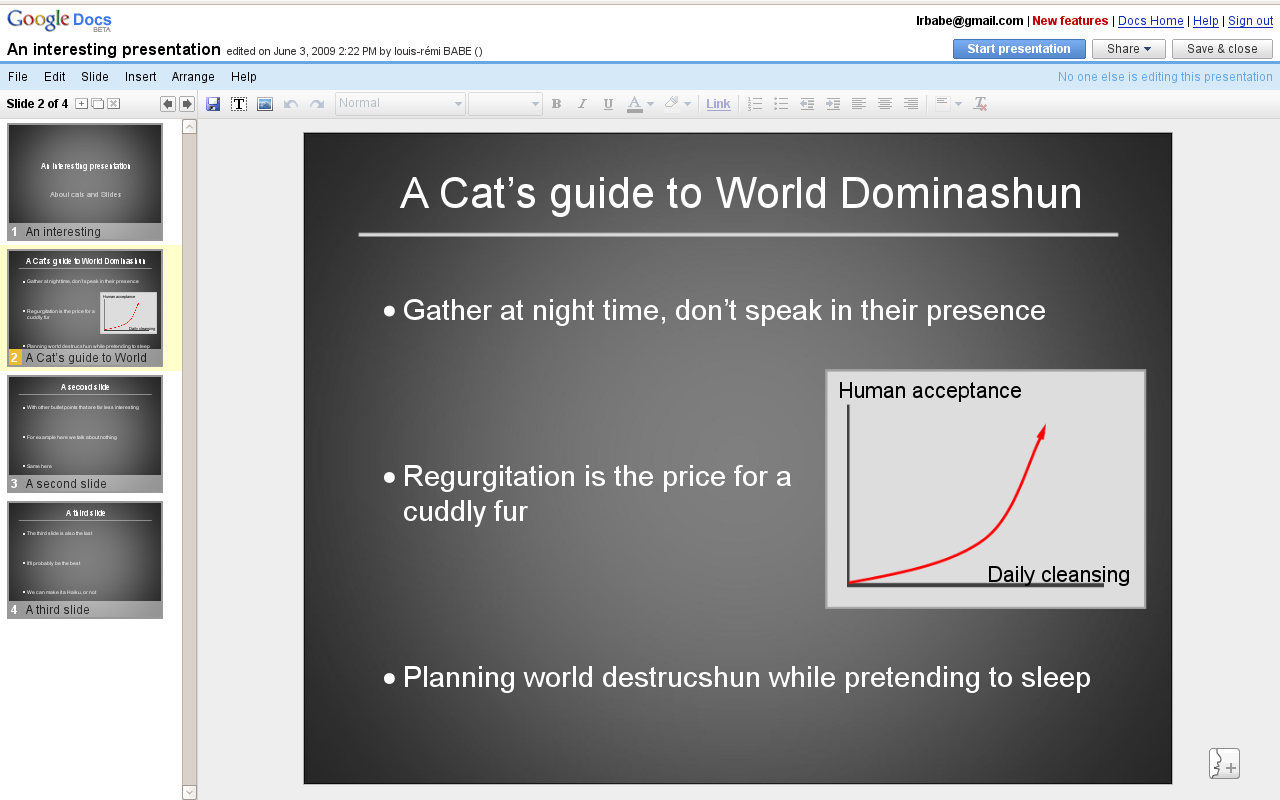 Google Docs
BETA
lrbabe@gmail.com | New features | Docs Home | Help | Sign out
An interesting presentation edited on June 3, 2009 2:22 PM by louis-rémi BABE ()
Start presentation Share Save & close
File Edit Slide Insert Arrange Help
No one else is editing this presentation
Slide 2 of 4
Normal
B I U A Link
An interesting presentation
About cats and Slides
1 An interesting
A Cat's guide to World Dominashun
Gather at night time, don't speak in their presence
Human acceptance
Regurgitation is the price for a
cuddly fur
Daily cleansing
Planning world destrucshun while pretending to sleep
2 A Cat's guide to World
A second slide
With other bullet points that are far less interesting
For example here we talk about nothing
Same here
3 A second slide
A third slide
The third slide is also the last
It'll probably be the best
We can make it a Haiku, or not
4 A third slide
A Cat’s guide to World Dominashun
• Gather at night time, don’t speak in their presence
Human acceptance
• Regurgitation is the price for a
cuddly fur
Daily cleansing
• Planning world destrucshun while pretending to sleep